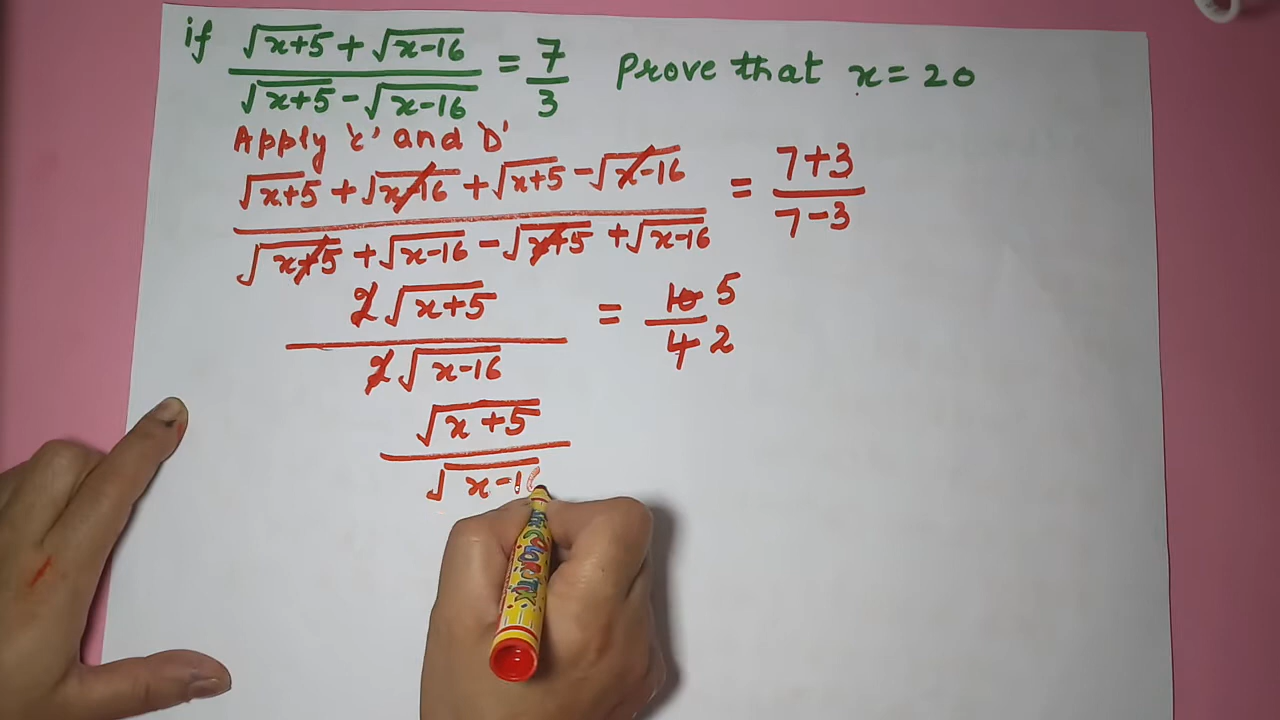 if (√(x+5) + √(x-16)) / (√(x+5) - √(x-16)) = 7/3 Prove that x = 20
Apply 'C' and 'D'
(√(x+5) + √(x-16) + √(x+5) - √(x-16)) / (√(x+5) + √(x-16) - √(x+5) + √(x-16)) = (7+3)/(7-3)
2√(x+5) / 2√(x-16) = 10 5 / 4 2
√(x+5) / √(x-16